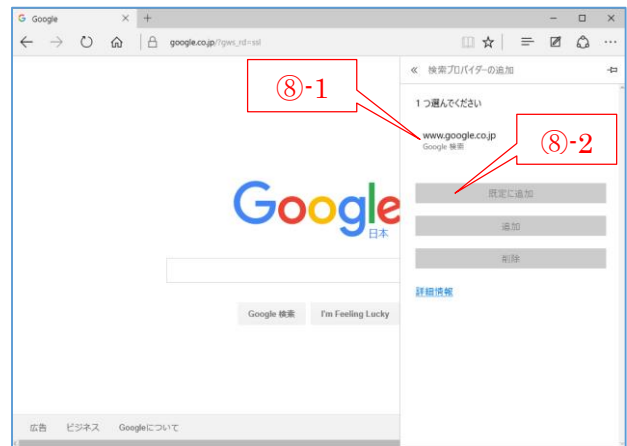 Google
google.co.jp/?gws_rd=ssl
検索プロバイダーの追加
1 つ選んでください
www.google.co.jp
Google 検索
⑧-1
⑧-2
既定に追加
追加
削除
詳細情報
Google
日本
Google 検索
I'm Feeling Lucky
広告 ビジネス Googleについて